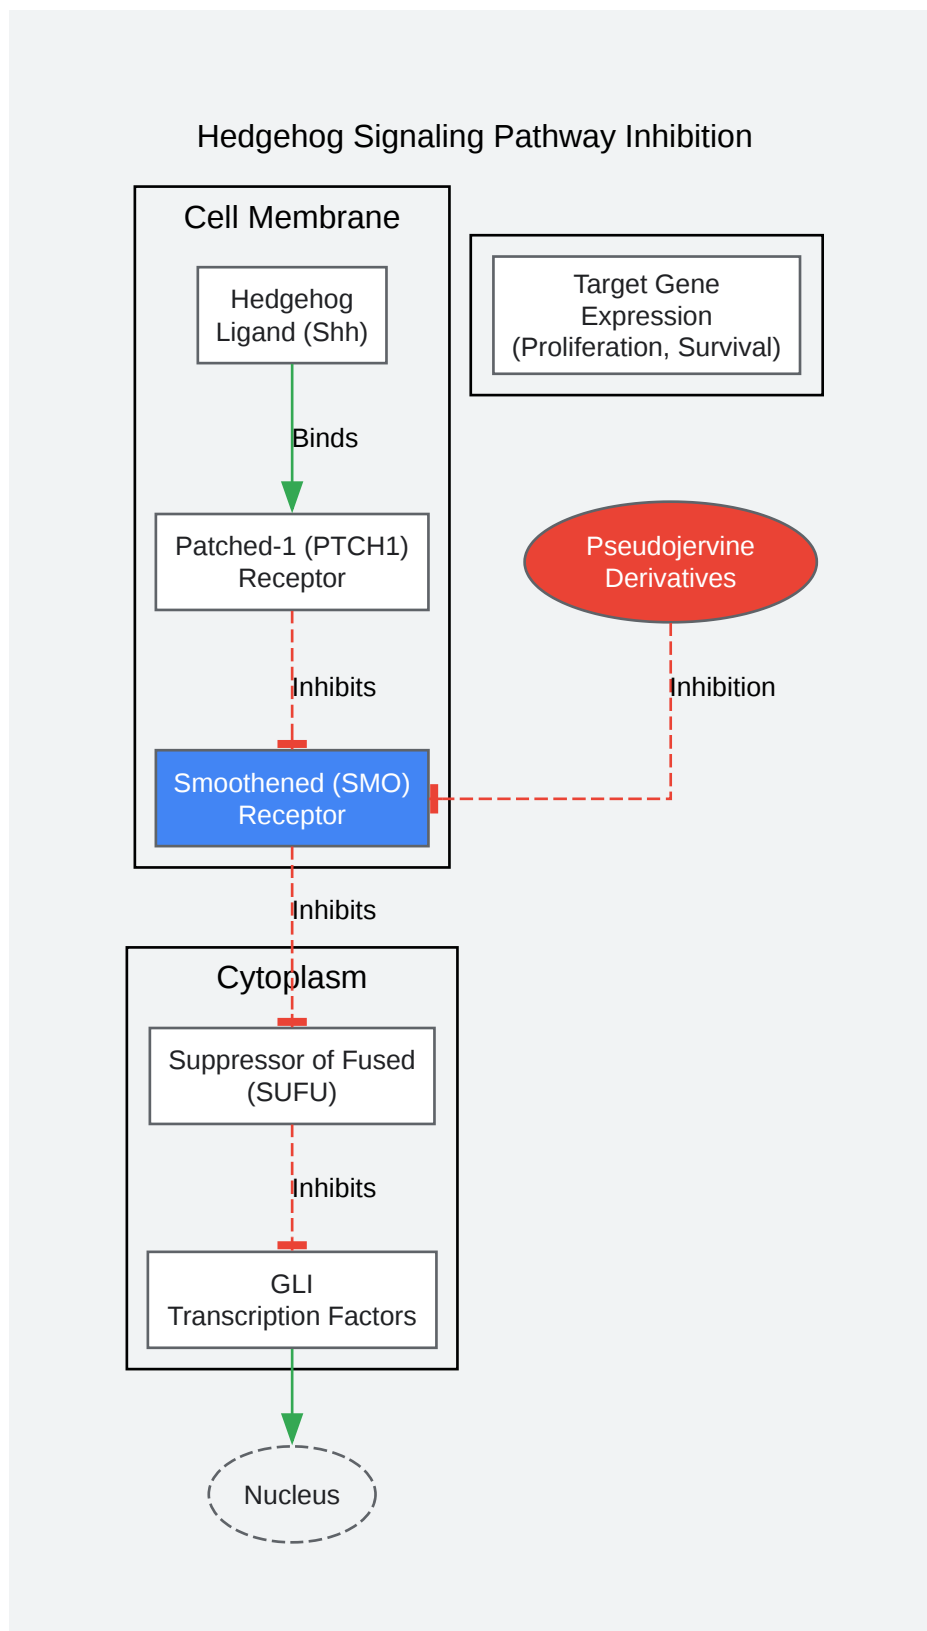 Hedgehog Signaling Pathway Inhibition
Cell Membrane
Hedgehog
Ligand (Shh)
Binds
Patched-1 (PTCH1)
Receptor
Inhibits
Smoothened (SMO)
Receptor
Target Gene
Expression
(Proliferation, Survival)
Pseudojervine
Derivatives
Inhibition
Inhibits
Cytoplasm
Suppressor of Fused
(SUFU)
Inhibits
GLI
Transcription Factors
Nucleus